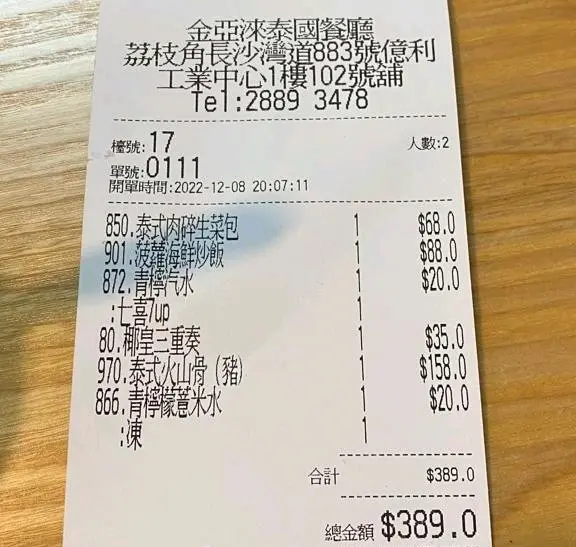 金亞淶泰國餐廳
荔枝角長沙灣道883號億利
工業中心1樓102號舖
Tel:2889 3478
檯號:17 人數:2
單號:0111
開單時間:2022-12-08 20:07:11
850.泰式肉碎生菜包 1 $68.0
901.菠蘿海鮮炒飯 1 $88.0
872.青檸汽水 1 $20.0
:七喜7up 1
80.椰皇三重奏 1 $35.0
970.泰式火山骨(豬) 1 $158.0
866.青檸檬薏米水 1 $20.0
:凍 1
合計 $389.0
總金額 $389.0